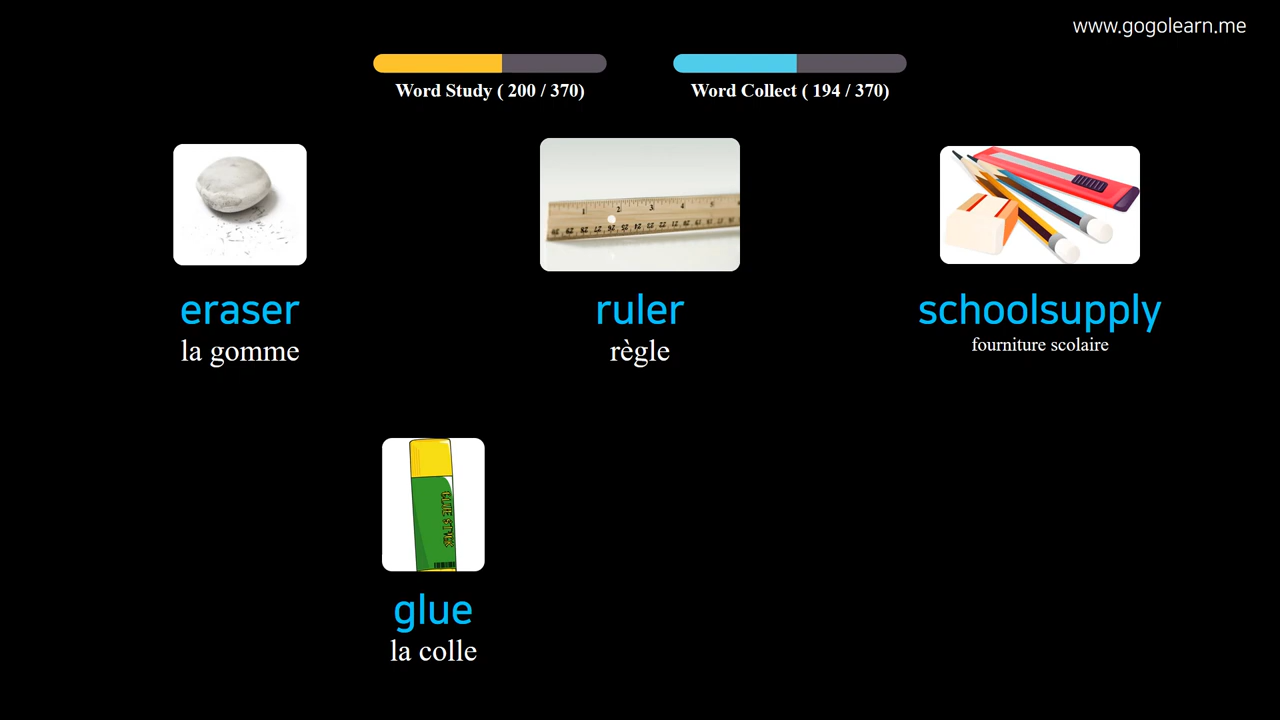 www.gogolearn.me
Word Study ( 200 / 370)
Word Collect ( 194 / 370)
eraser
la gomme
ruler
règle
schoolsupply
fourniture scolaire
glue
la colle